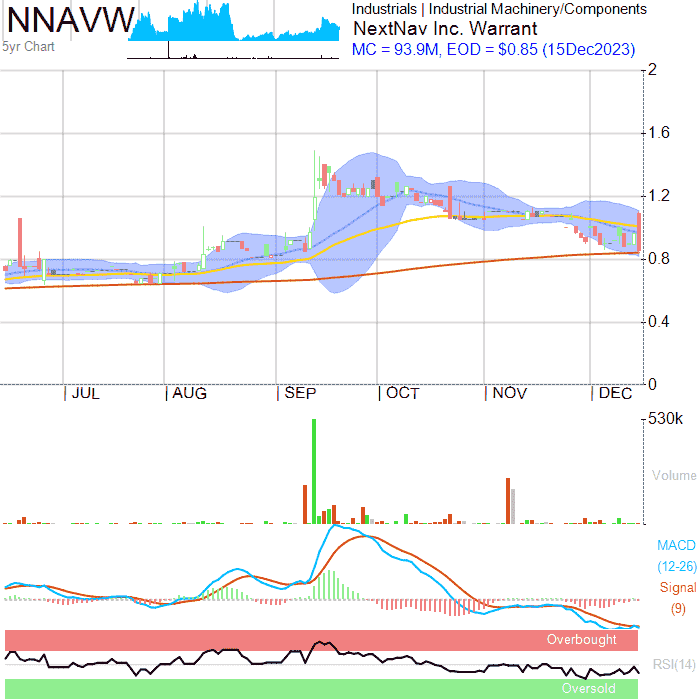 NNAVW
5yr Chart
Industrials | Industrial Machinery/Components
NextNav Inc. Warrant
MC = 93.9M, EOD = $0.85 (15Dec2023)
2
1.6
1.2
0.8
0.4
0
JUL
AUG
SEP
OCT
NOV
DEC
530k
Volume
MACD
(12-26)
Signal
(9)
Overbought
RSI(14)
Oversold